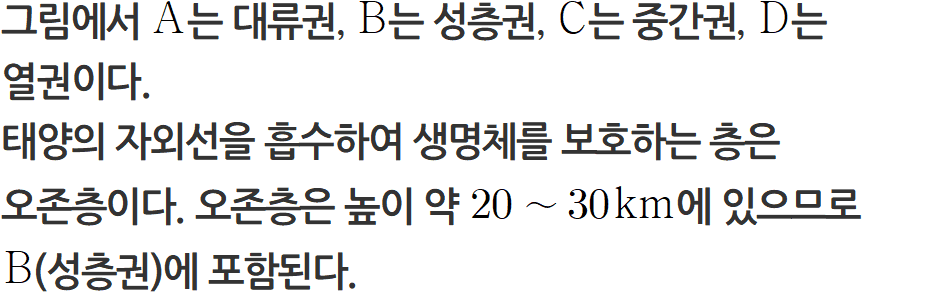 그림에서 A는 대류권, B는 성층권, C는 중간권, D는
열권이다.
태양의 자외선을 흡수하여 생명체를 보호하는 층은
오존층이다. 오존층은 높이 약 20 ~ 30km에 있으므로
B(성층권)에 포함된다.